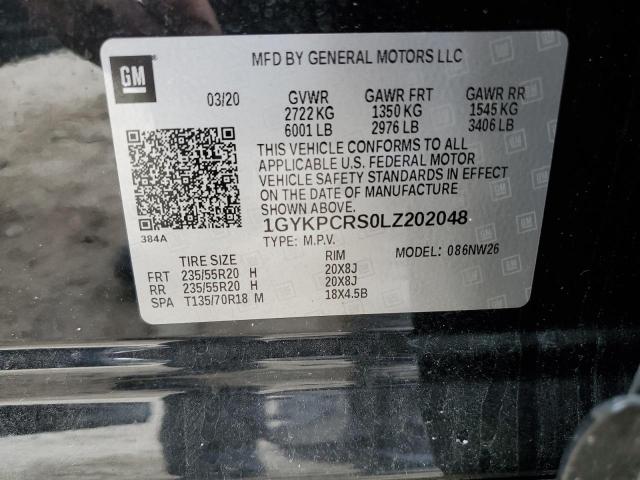 GM
MFD BY GENERAL MOTORS LLC
03/20 GVWR GAWR FRT GAWR RR
2722 KG 1350 KG 1545 KG
6001 LB 2976 LB 3406 LB
THIS VEHICLE CONFORMS TO ALL
APPLICABLE U.S. FEDERAL MOTOR
VEHICLE SAFETY STANDARDS IN EFFECT
ON THE DATE OF MANUFACTURE
SHOWN ABOVE.
384A
1GYKPCRS0LZ202048
TYPE: M.P.V. MODEL: 086NW26
TIRE SIZE RIM
FRT 235/55R20 H 20X8J
RR 235/55R20 H 20X8J
SPA T135/70R18 M 18X4.5B